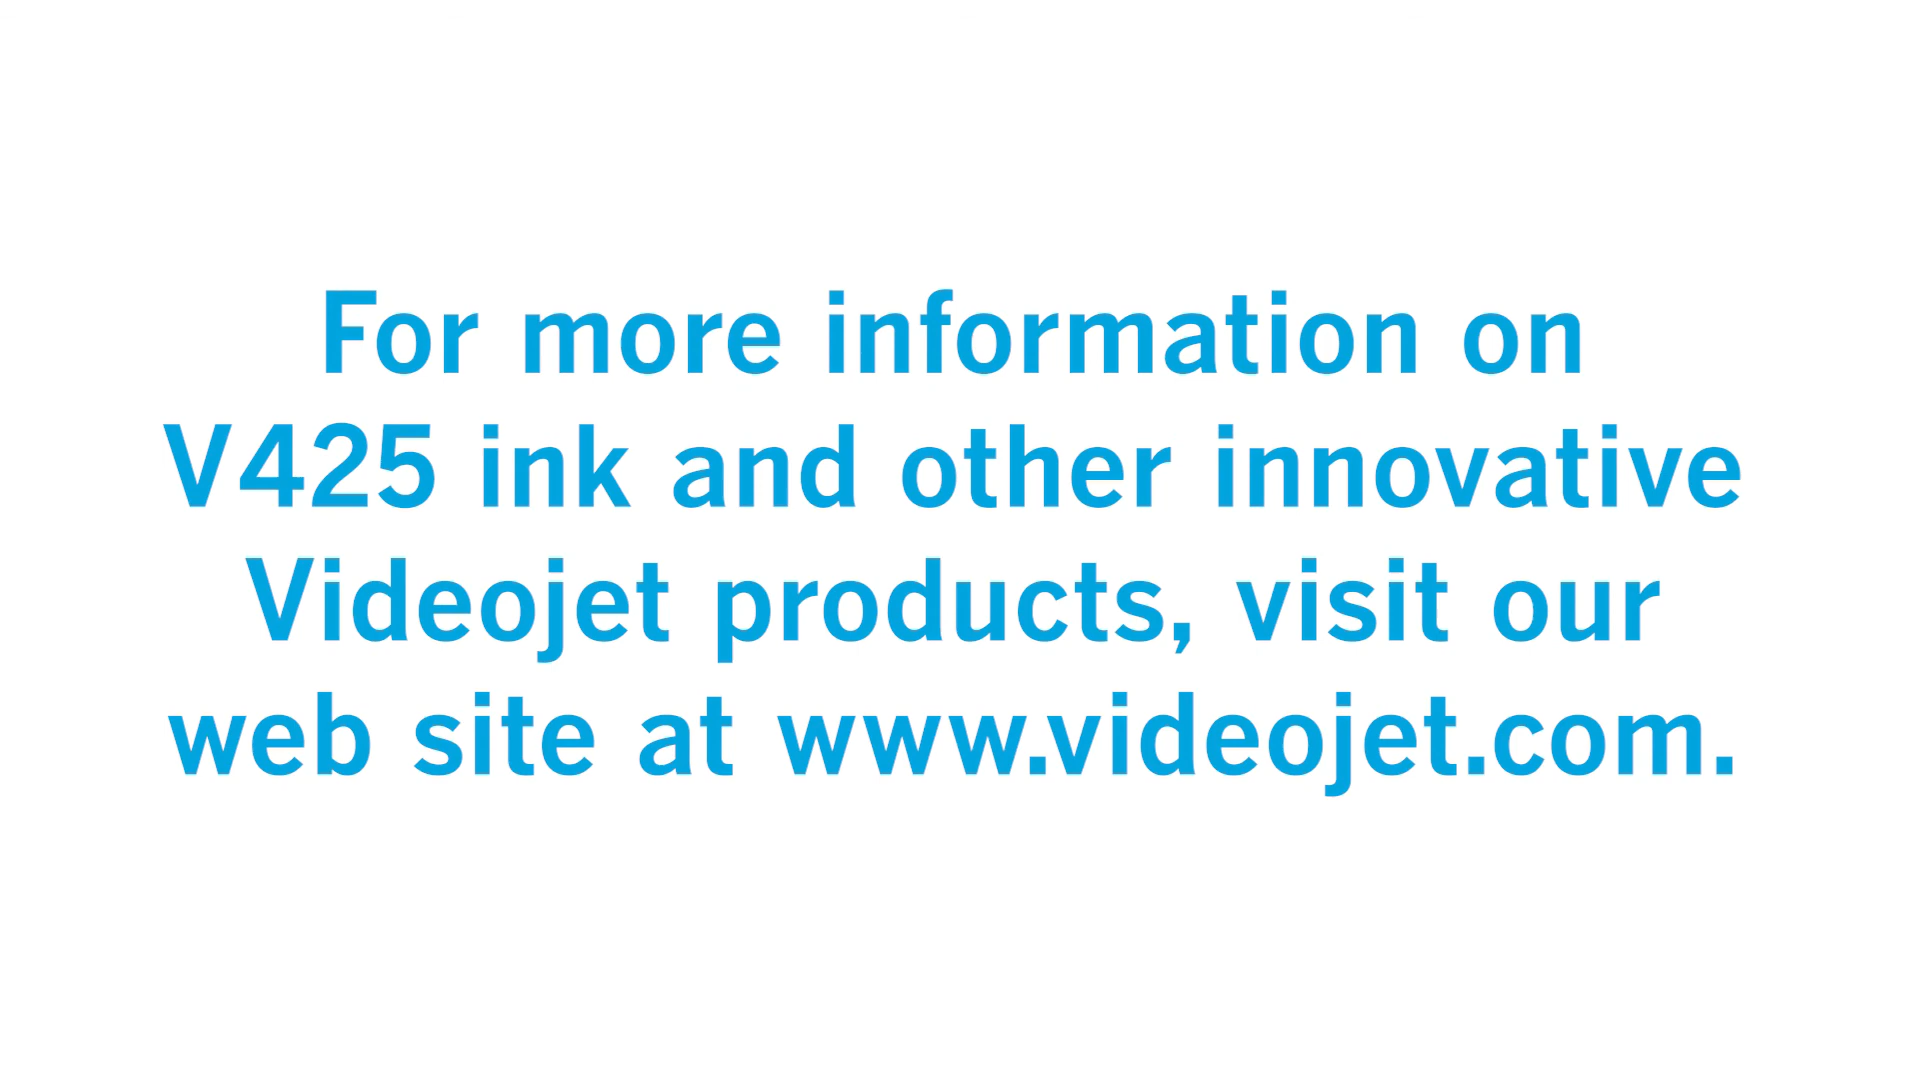 For more information on
V425 ink and other innovative
Videojet products, visit our
web site at www.videojet.com.